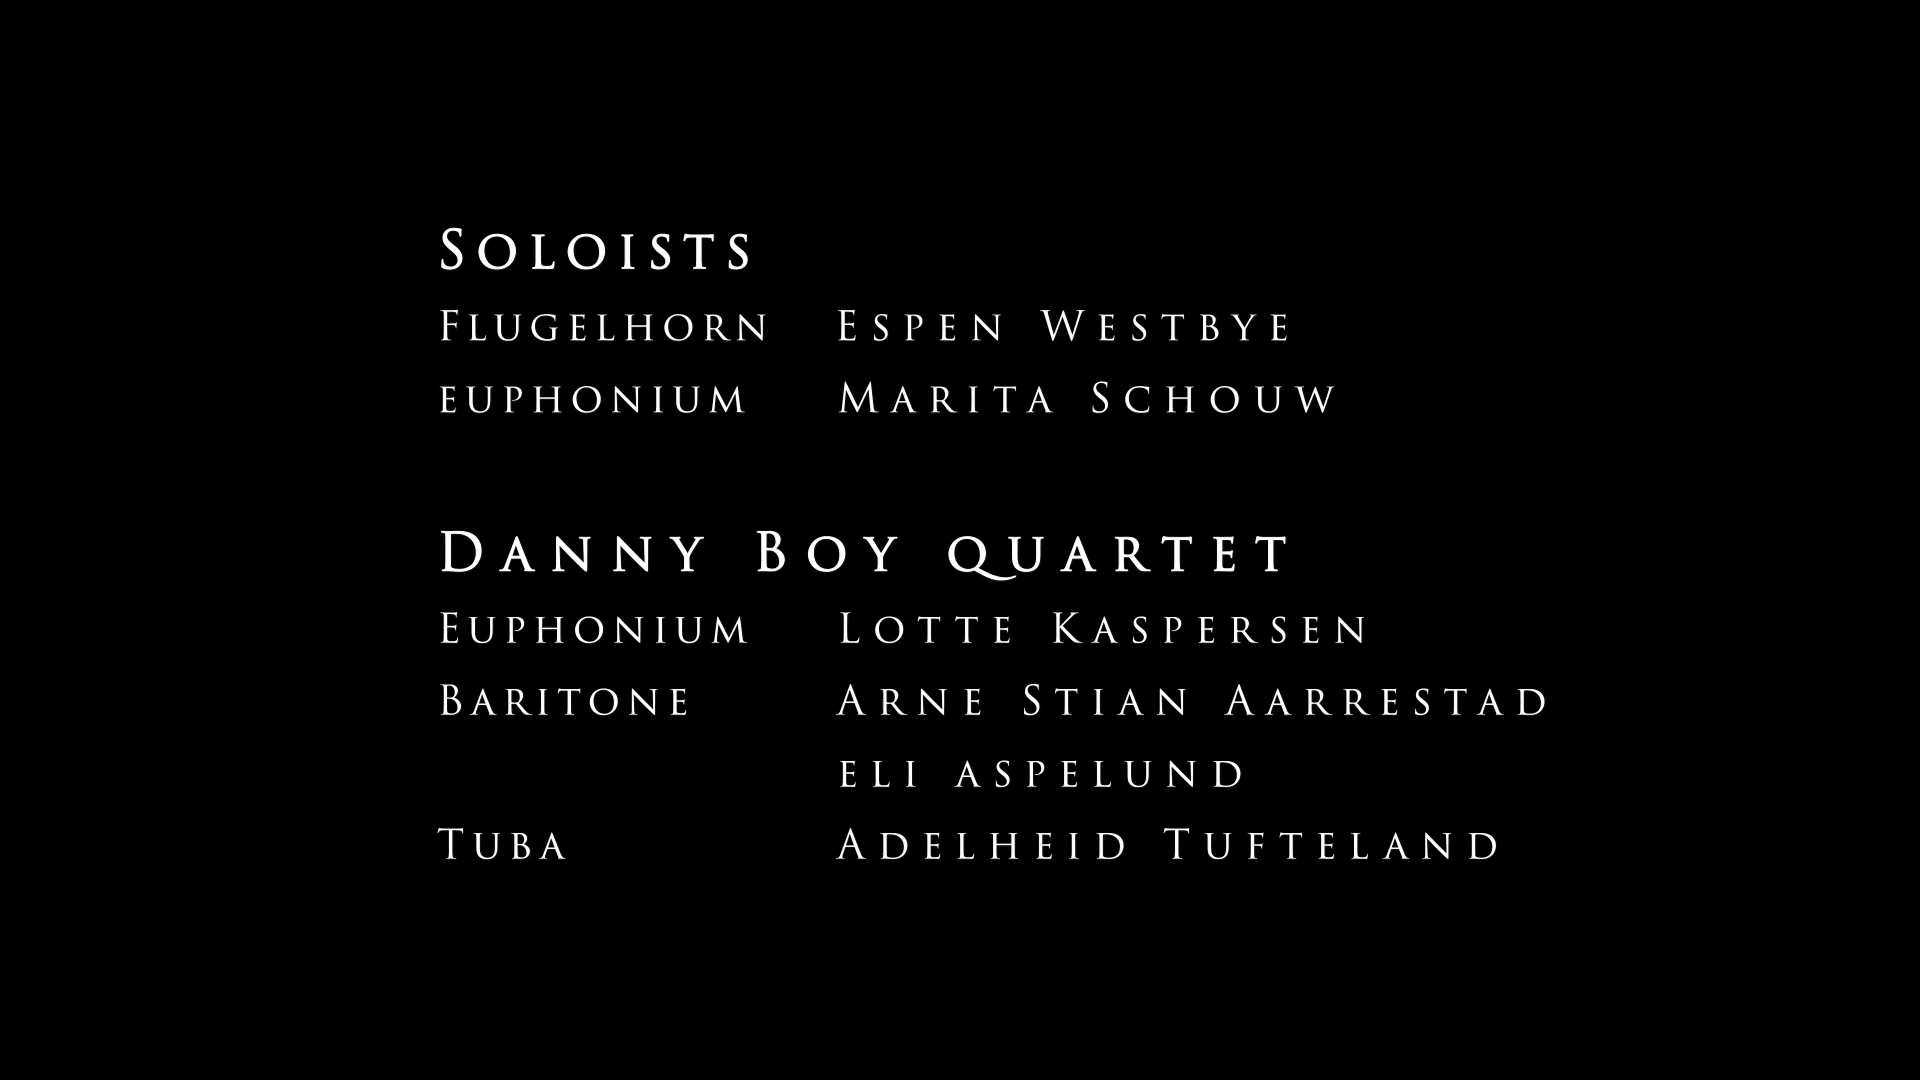 Soloists
Flugelhorn Espen Westbye
euphonium Marita Schouw
Danny Boy quartet
Euphonium Lotte Kaspersen
Baritone Arne Stian Aarrestad
eli aspelund
Tuba Adelheid Tufteland